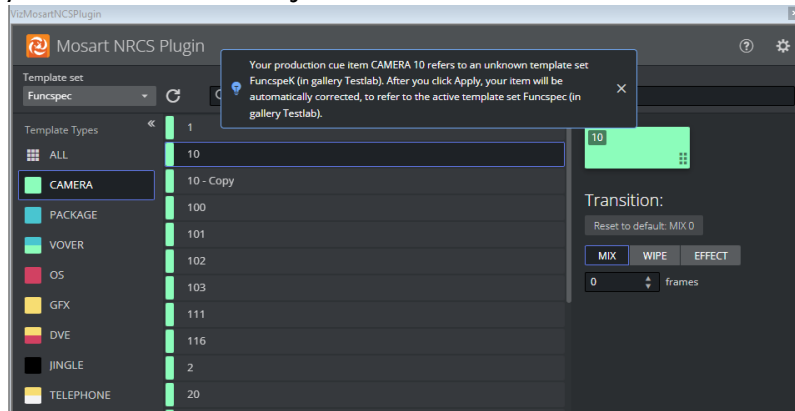 VizMosartNCSPlugin
Mosart NRCS Plugin
Your production cue item CAMERA 10 refers to an unknown template set
FuncspeK (in gallery Testlab). After you click Apply, your item will be
automatically corrected, to refer to the active template set Funcspec (in
gallery Testlab).
Template set
Funcspec
Template Types
ALL
CAMERA
PACKAGE
VOVER
OS
GFX
DVE
JINGLE
TELEPHONE
1
10
10 - Copy
100
101
102
103
111
116
2
20
10
Transition:
Reset to default: MIX 0
MIX WIPE EFFECT
0 frames